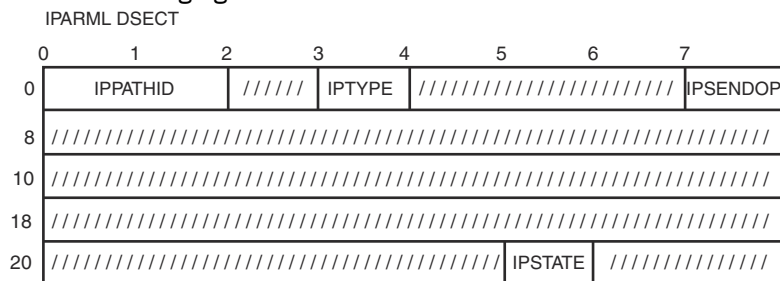 IPARML DSECT
0 1 2 3 4 5 6 7
0 IPPATHID ////// IPTYPE //////////////////////// IPSENDOP
8 ////////////////////////////////////////////////////////////////////
10 ////////////////////////////////////////////////////////////////////
18 ////////////////////////////////////////////////////////////////////
20 ////////////////////////////////////////// IPSTATE ///////////////